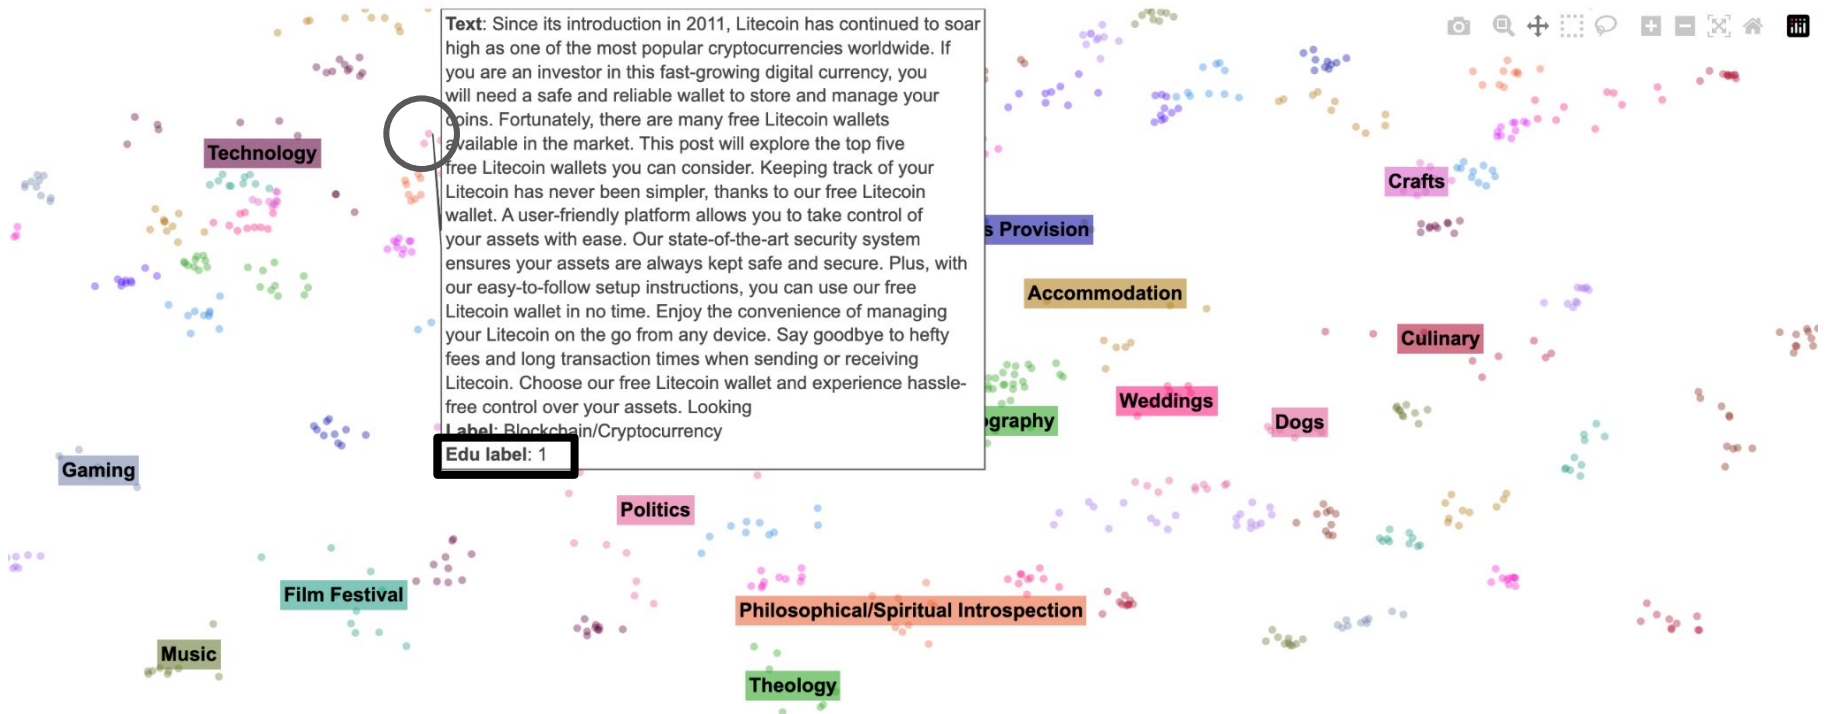 Text: Since its introduction in 2011, Litecoin has continued to soar
high as one of the most popular cryptocurrencies worldwide. If
you are an investor in this fast-growing digital currency, you
will need a safe and reliable wallet to store and manage your
coins. Fortunately, there are many free Litecoin wallets
available in the market. This post will explore the top five
free Litecoin wallets you can consider. Keeping track of your
Litecoin has never been simpler, thanks to our free Litecoin
wallet. A user-friendly platform allows you to take control of
your assets with ease. Our state-of-the-art security system
ensures your assets are always kept safe and secure. Plus, with
our easy-to-follow setup instructions, you can use our free
Litecoin wallet in no time. Enjoy the convenience of managing
your Litecoin on the go from any device. Say goodbye to hefty
fees and long transaction times when sending or receiving
Litecoin. Choose our free Litecoin wallet and experience hassle-
free control over your assets. Looking
Label: Blockchain/Cryptocurrency
Edu label: 1
Technology
Crafts
s Provision
Accommodation
Culinary
Weddings
ography
Dogs
Gaming
Politics
Film Festival
Philosophical/Spiritual Introspection
Music
Theology